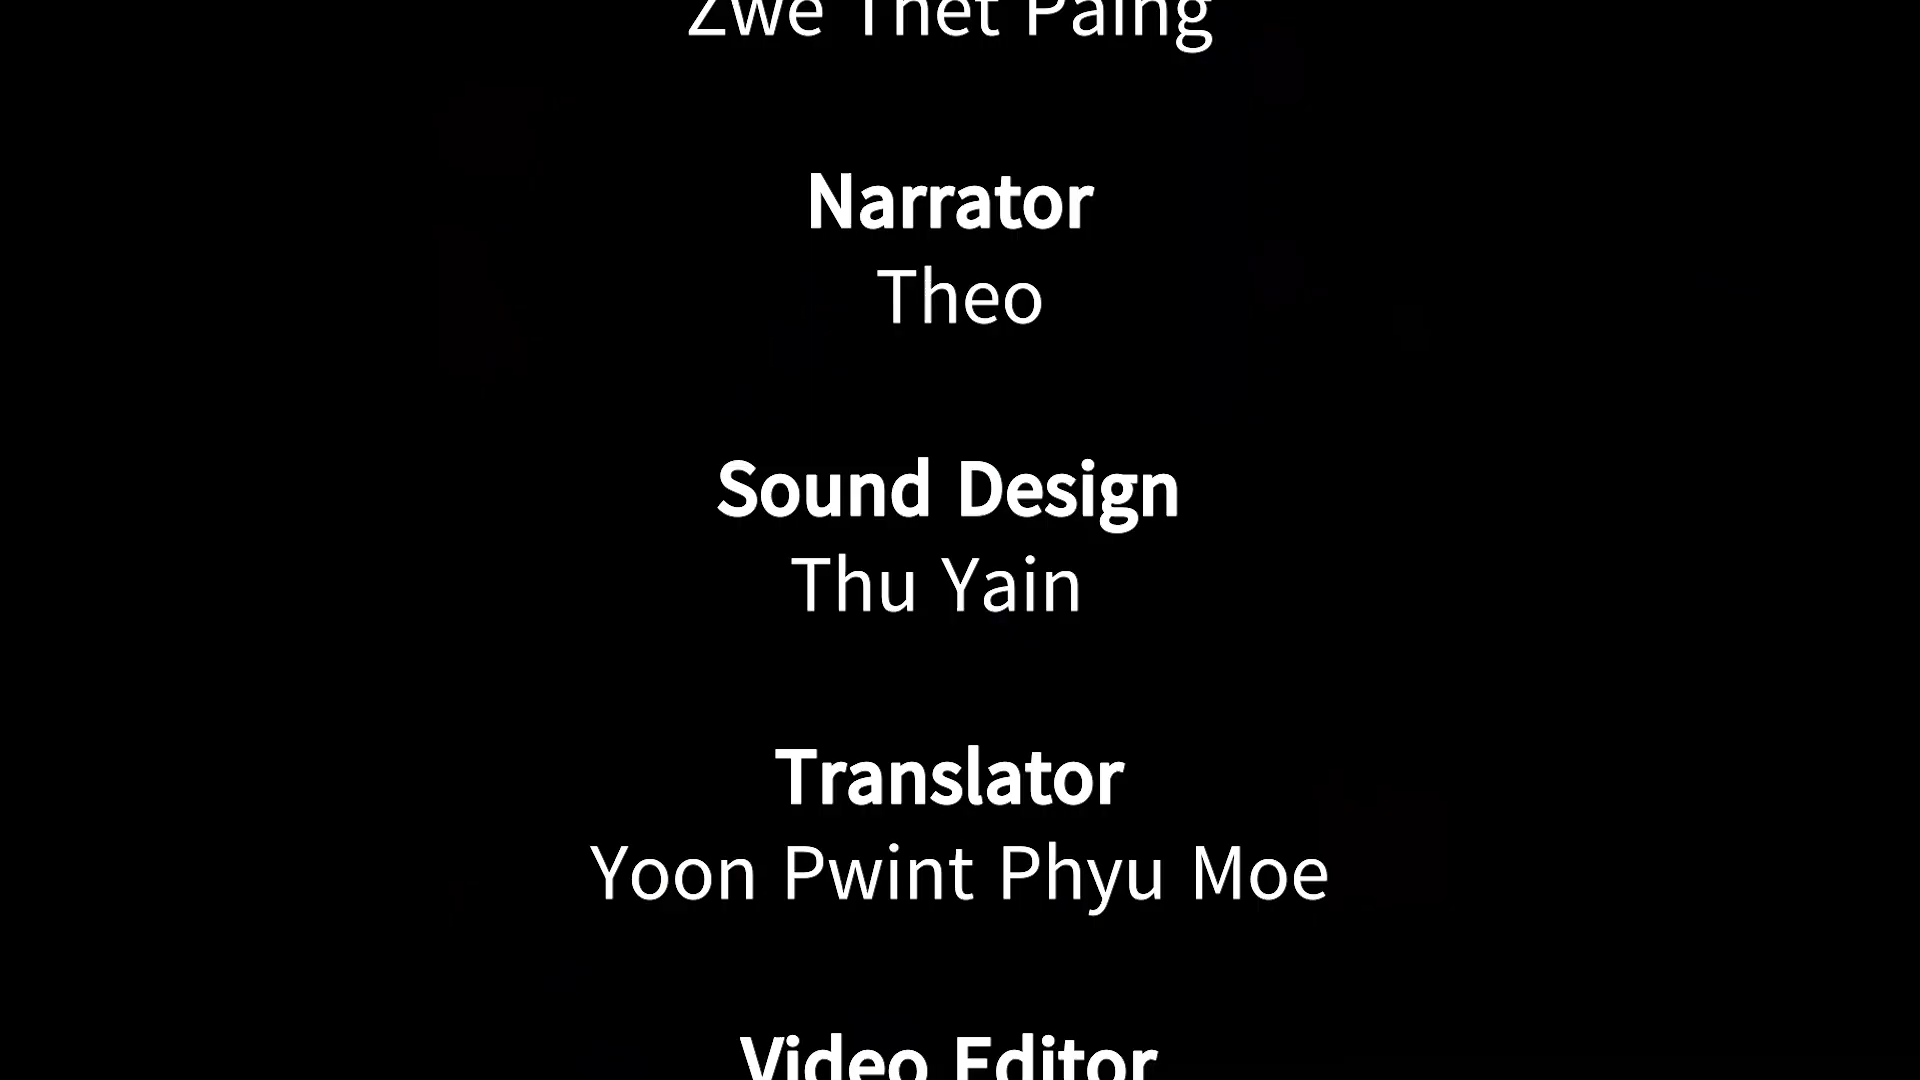 Zwe Thet Paing
Narrator
Theo
Sound Design
Thu Yain
Translator
Yoon Pwint Phyu Moe
Video Editor